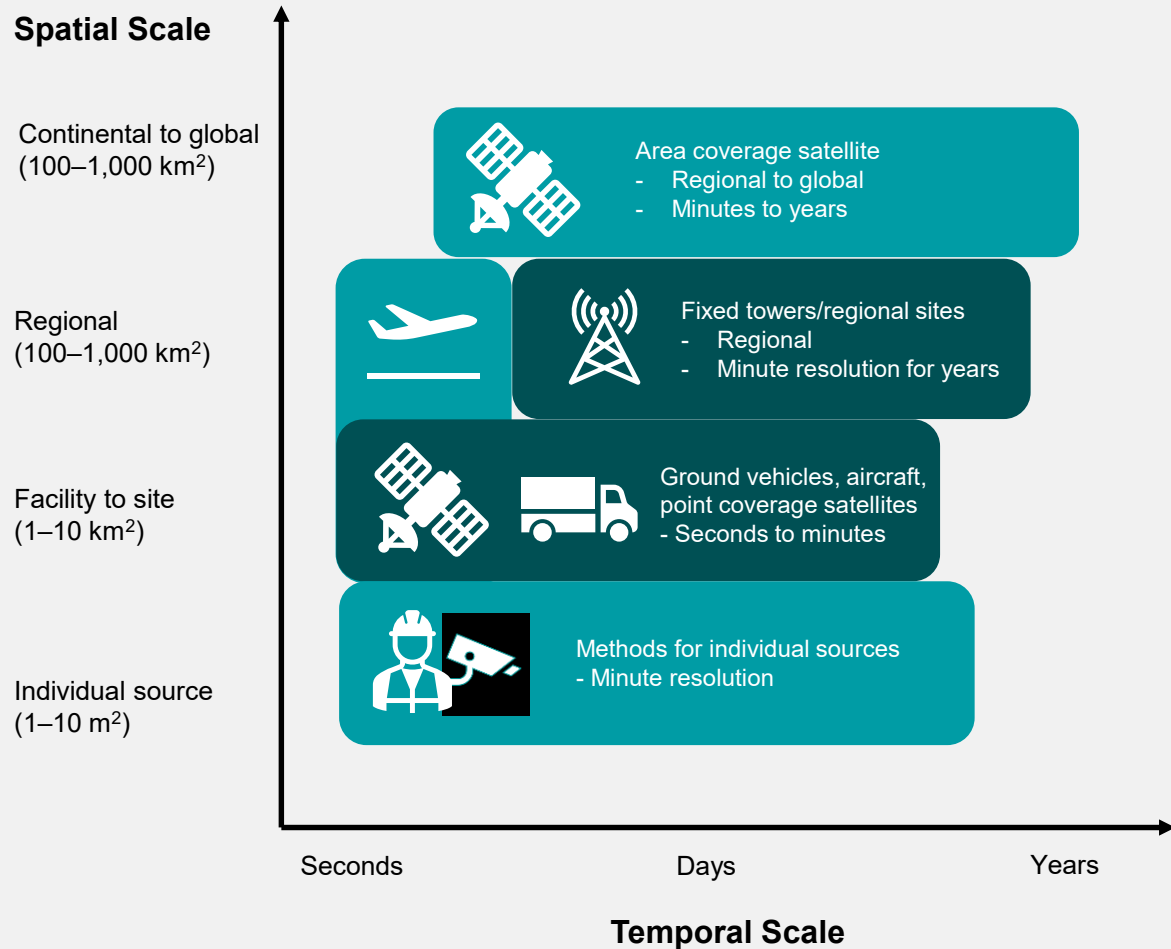 Spatial Scale
Continental to global
(100–1,000 km²)
Area coverage satellite
- Regional to global
- Minutes to years
Regional
(100–1,000 km²)
Fixed towers/regional sites
- Regional
- Minute resolution for years
Facility to site
(1–10 km²)
Ground vehicles, aircraft,
point coverage satellites
- Seconds to minutes
Individual source
(1–10 m²)
Methods for individual sources
- Minute resolution
Seconds
Days
Years
Temporal Scale